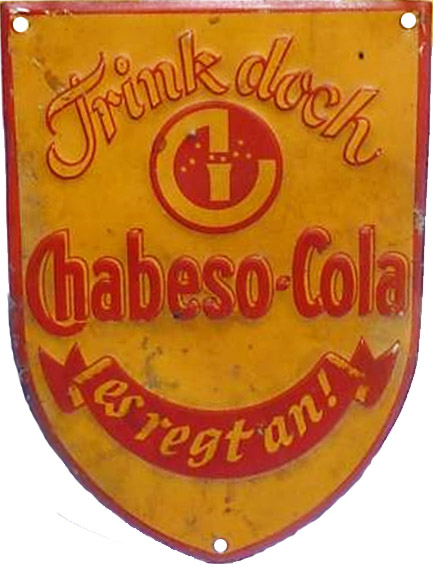 Trink doch
Chabeso-Cola
es regt an!